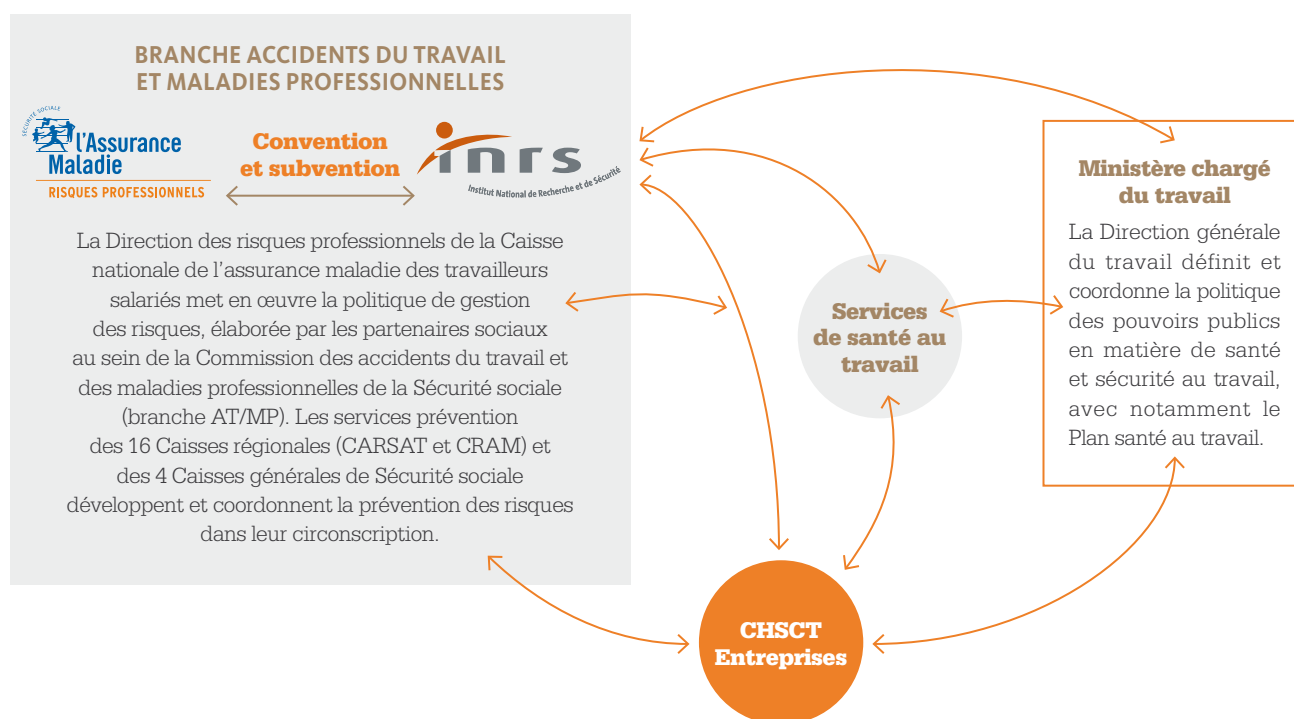 BRANCHE ACCIDENTS DU TRAVAIL
ET MALADIES PROFESSIONNELLES
SÉCURITÉ SOCIALE
l'Assurance
Maladie
RISQUES PROFESSIONNELS
Convention
et subvention
inrs
Institut National de Recherche et de Sécurité
La Direction des risques professionnels de la Caisse
nationale de l'assurance maladie des travailleurs
salariés met en œuvre la politique de gestion
des risques, élaborée par les partenaires sociaux
au sein de la Commission des accidents du travail et
des maladies professionnelles de la Sécurité sociale
(branche AT/MP). Les services prévention
des 16 Caisses régionales (CARSAT et CRAM) et
des 4 Caisses générales de Sécurité sociale
développent et coordonnent la prévention des risques
dans leur circonscription.
Services
de santé au
travail
Ministère chargé
du travail
La Direction générale
du travail définit et
coordonne la politique
des pouvoirs publics
en matière de santé
et sécurité au travail,
avec notamment le
Plan santé au travail.
CHSCT
Entreprises